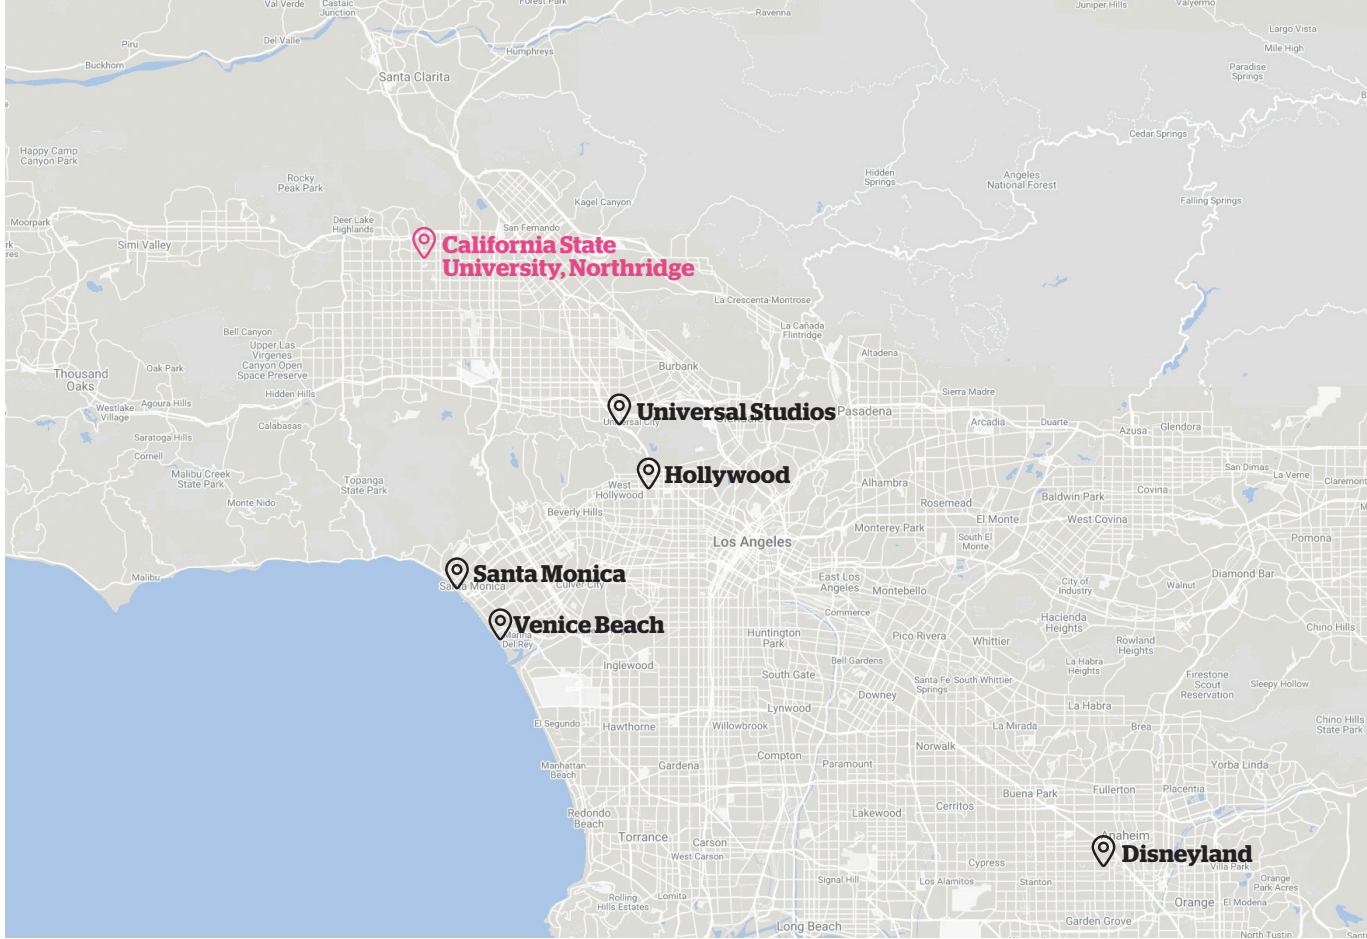 Val Verde
Castaic
Junction
Forest Park
Ravenna
Juniper Hills
Valyermo
Largo Vista
Mile High
Piru
Del Valle
Humphreys
Buckhorn
Santa Clarita
Paradise
Springs
Cedar Springs
Happy Camp
Canyon Park
Rocky
Peak Park
Hidden
Springs
Angeles
National Forest
Kagel Canyon
Falling Springs
Moorpark
Deer Lake
Highlands
San Fernando
Simi Valley
California State
University, Northridge
La Crescenta-Montrose
La Cañada
Flintridge
Bell Canyon
Upper Las
Virgenes
Canyon Open
Space Preserve
Altadena
Thousand
Oaks
Oak Park
Burbank
Hidden Hills
Sierra Madre
Westlake
Village
Agoura Hills
Universal Studios
Universal City
Glendale
Pasadena
Arcadia
Duarte
Azusa
Glendora
Calabasas
Saratoga Hills
Cornell
Malibu Creek
State Park
Topanga
State Park
Hollywood
West
Hollywood
Alhambra
San Dimas
La Verne
Claremont
Monte Nido
Beverly Hills
Rosemead
Baldwin Park
Covina
El Monte
West Covina
Monterey Park
Los Angeles
South El
Monte
Pomona
Santa Monica
Santa Monica
Culver City
Malibu
East Los
Angeles
Montebello
City of
Industry
Walnut
Diamond Bar
Commerce
Venice Beach
Marina
Del Rey
Huntington
Park
Pico Rivera
Whittier
Hacienda
Heights
Rowland
Heights
Chino Hills
Inglewood
Bell Gardens
La Habra
Heights
South Gate
Santa Fe
Springs
South Whittier
Firestone
Scout
Reservation
Sleepy Hollow
Downey
Lynwood
La Habra
El Segundo
Hawthorne
Willowbrook
La Mirada
Brea
Chino Hills
State Park
Norwalk
Manhattan
Beach
Gardena
Compton
Paramount
Yorba Linda
Buena Park
Fullerton
Placentia
Redondo
Beach
Lakewood
Cerritos
Torrance
Carson
West Carson
Anaheim
Disneyland
Cypress
Villa Park
Signal Hill
Los Alamitos
Stanton
Orange
Park Acres
Rolling
Hills Estates
Lomita
Orange
El Modena
Long Beach
Garden Grove
North Tustin